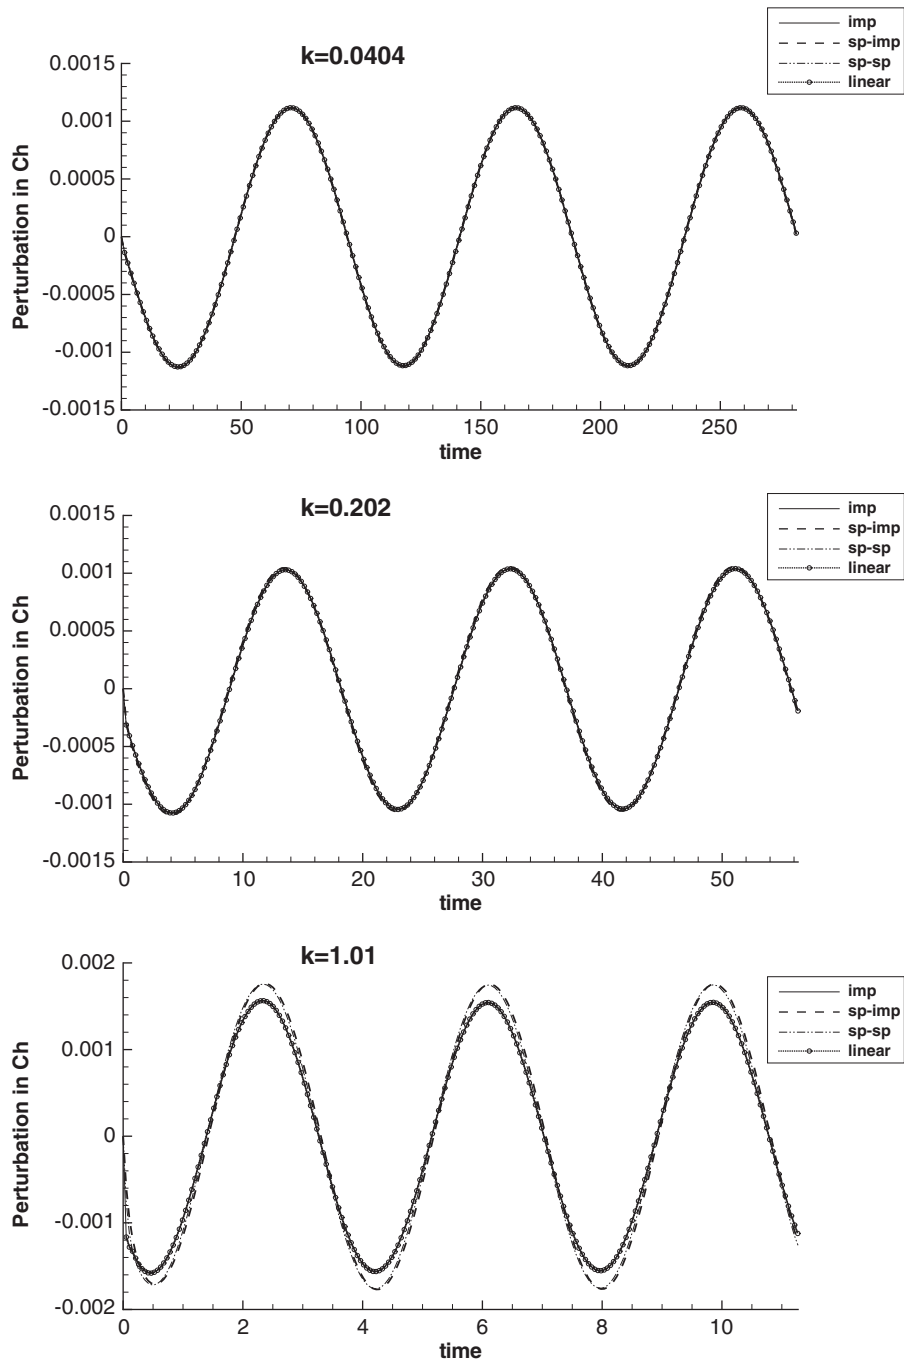 k=0.0404
imp
sp-imp
sp-sp
linear
Perturbation in Ch
0.0015
0.001
0.0005
0
-0.0005
-0.001
-0.0015
0 50 100 150 200 250
time
k=0.202
imp
sp-imp
sp-sp
linear
Perturbation in Ch
0.0015
0.001
0.0005
0
-0.0005
-0.001
-0.0015
0 10 20 30 40 50
time
k=1.01
imp
sp-imp
sp-sp
linear
Perturbation in Ch
0.002
0.001
0
-0.001
-0.002
0 2 4 6 8 10
time